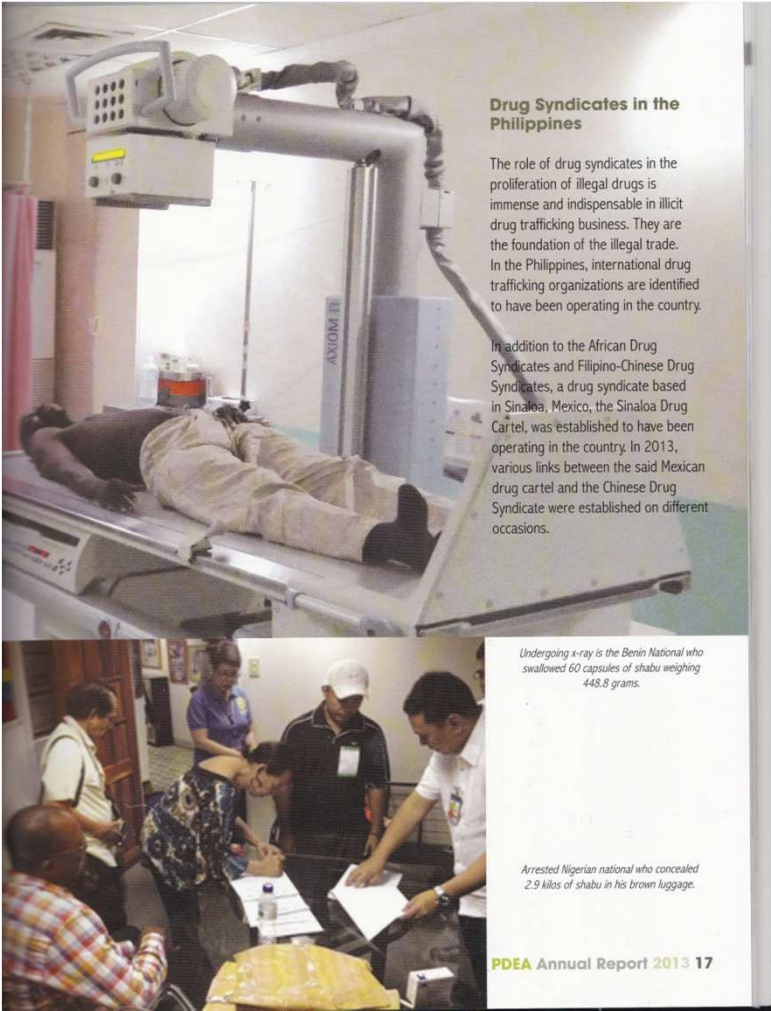 Drug Syndicates in the
Philippines
The role of drug syndicates in the
proliferation of illegal drugs is
immense and indispensable in illicit
drug trafficking business. They are
the foundation of the illegal trade.
In the Philippines, international drug
trafficking organizations are identified
to have been operating in the country.
In addition to the African Drug
Syndicates and Filipino-Chinese Drug
Syndicates, a drug syndicate based
in Sinaloa, Mexico, the Sinaloa Drug
Cartel, was established to have been
operating in the country. In 2013,
various links between the said Mexican
drug cartel and the Chinese Drug
Syndicate were established on different
occasions.
AXIOM
Undergoing x-ray is the Benin National who
swallowed 60 capsules of shabu weighing
448.8 grams.
Arrested Nigerian national who concealed
2.9 kilos of shabu in his brown luggage.
PDEA Annual Report 2013 17